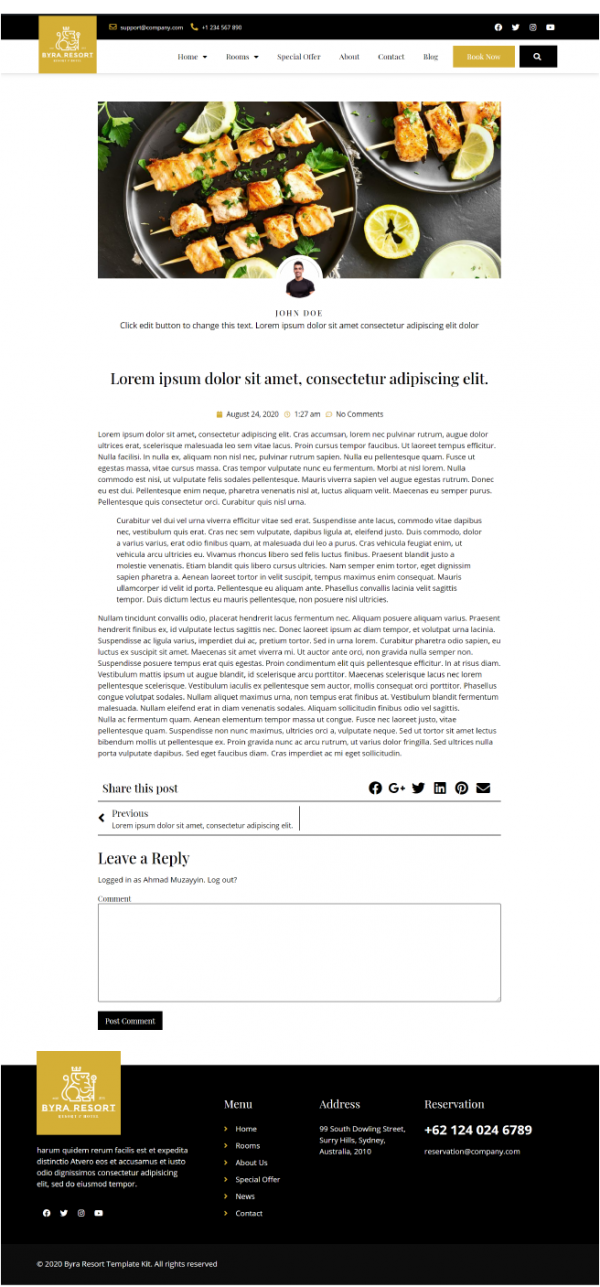 support@company.com +1 234 567 890
BYRA RESORT
Home Rooms Special Offer About Contact Blog Book Now
JOHN DOE
Click edit button to change this text. Lorem ipsum dolor sit amet consectetur adipiscing elit dolor
Lorem ipsum dolor sit amet, consectetur adipiscing elit.
August 24, 2020 1:27 am No Comments
Lorem ipsum dolor sit amet, consectetur adipiscing elit. Cras accumsan, lorem nec pulvinar rutrum, augue dolor
ultrices erat, scelerisque malesuada leo sem vitae lacus. Proin cursus tempor faucibus. Ut laoreet tempus efficitur.
Nulla facilisi. In nulla ex, aliquam non nisl nec, pulvinar rutrum sapien. Nulla eu pellentesque quam. Fusce ut
egestas massa, vitae cursus massa. Cras tempor vulputate nunc eu fermentum. Morbi at nisl lorem. Nulla
commodo est nisi, ut vulputate felis sodales pellentesque. Mauris viverra sapien vel augue egestas rutrum. Donec
eu est dui. Pellentesque enim neque, pharetra venenatis nisl at, luctus aliquam velit. Maecenas eu semper purus.
Pellentesque quis consectetur orci. Curabitur quis nisl urna.
Curabitur vel dui vel urna viverra efficitur vitae sed erat. Suspendisse ante lacus, commodo vitae dapibus
nec, vestibulum quis erat. Cras nec sem vulputate, dapibus ligula at, eleifend justo. Duis commodo, dolor
a varius varius, erat odio finibus quam, at malesuada dui leo a purus. Cras vehicula feugiat enim, ut
vehicula arcu ultricies eu. Vivamus rhoncus libero sed felis luctus finibus. Praesent blandit justo a
molestie venenatis. Etiam blandit quis libero cursus ultricies. Nam semper enim tortor, eget dignissim
sapien pharetra a. Aenean laoreet tortor in velit suscipit, tempus maximus enim consequat. Mauris
ullamcorper id velit id porta. Pellentesque eu aliquam ante. Phasellus convallis lacinia velit sagittis
tempor. Duis dictum lectus eu mauris pellentesque, non posuere nisl ultricies.
Nullam tincidunt convallis odio, placerat hendrerit lacus fermentum nec. Aliquam posuere aliquam varius. Praesent
hendrerit finibus ex, id vulputate lectus sagittis nec. Donec laoreet ipsum ac diam tempor, et volutpat urna lacinia.
Suspendisse ac ligula varius, imperdiet dui ac, pretium tortor. Sed in urna lorem. Curabitur pharetra odio sapien, eu
luctus ex suscipit sit amet. Maecenas sit amet viverra mi. Ut auctor ante orci, non gravida nulla semper non.
Suspendisse posuere tempus erat quis egestas. Proin condimentum elit quis pellentesque efficitur. In at risus diam.
Vestibulum mattis ipsum ut augue blandit, id scelerisque arcu porttitor. Maecenas scelerisque lacus nec lorem
pellentesque scelerisque. Vestibulum iaculis ex pellentesque sem auctor, mollis consequat orci porttitor. Phasellus
congue volutpat sodales. Nullam aliquet maximus urna, non tempus erat finibus at. Vestibulum blandit fermentum
malesuada. Nullam eleifend erat in diam venenatis sodales. Aliquam sollicitudin finibus odio vel sagittis.
Nulla ac fermentum quam. Aenean elementum tempor massa ut congue. Fusce nec laoreet justo, vitae
pellentesque quam. Suspendisse non nunc maximus, ultricies orci a, vulputate neque. Sed ut tortor sit amet lectus
bibendum mollis ut pellentesque ex. Proin gravida nunc ac arcu rutrum, ut varius dolor fringilla. Sed ultrices nulla
porta vulputate dapibus. Sed eget faucibus diam. Cras imperdiet ac mi eget sollicitudin.
Share this post
Previous
Lorem ipsum dolor sit amet, consectetur adipiscing elit.
Leave a Reply
Logged in as Ahmad Muzayyin. Log out?
Comment
Post Comment
BYRA RESORT
harum quidem rerum facilis est et expedita
distinctio Atvero eos et accusamus et iusto
odio dignissimos consectetur adipisicing
elit, sed do eiusmod tempor.
Menu
Home
Rooms
About Us
Special Offer
News
Contact
Address
99 South Dowling Street,
Surry Hills, Sydney,
Australia, 2010
Reservation
+62 124 024 6789
reservation@company.com
© 2020 Byra Resort Template Kit. All rights reserved